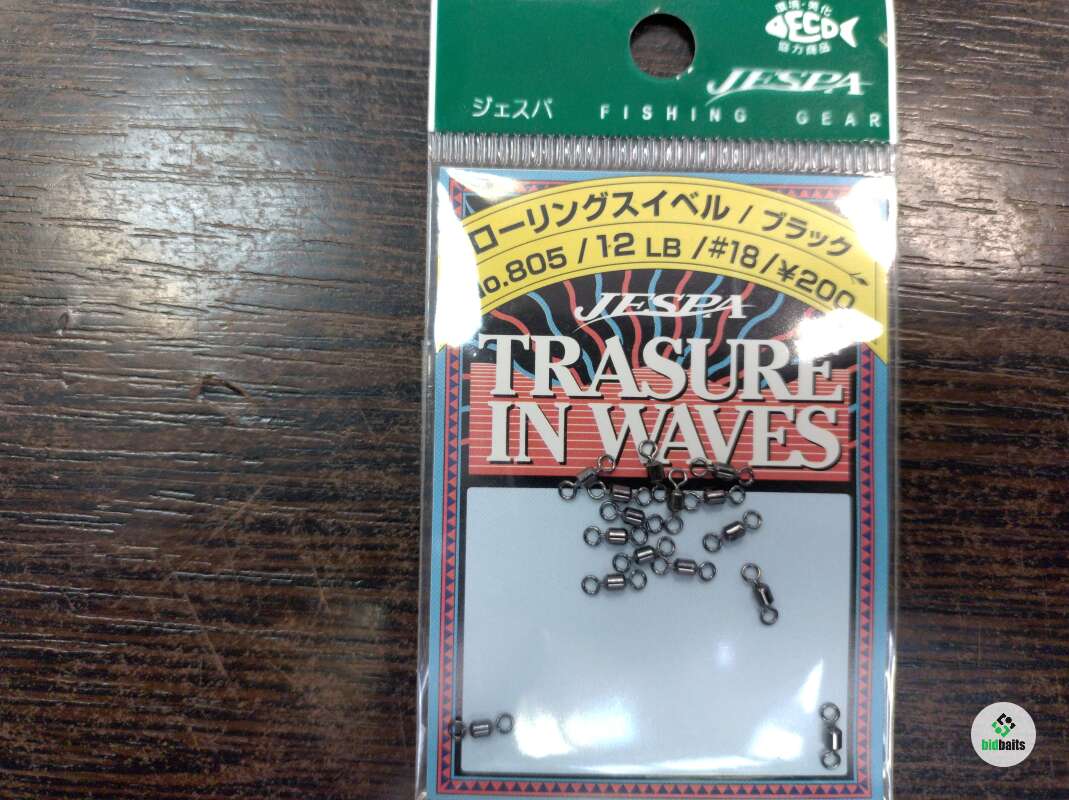 環境・劣化
ECO
協力商品
JESPA
ジェスパ FISHING GEAR
ローリングスイベル / ブラック
no.805 / 12 LB / #18 / ¥200
JESPA
TRASURE
IN WAVES
bidbaits